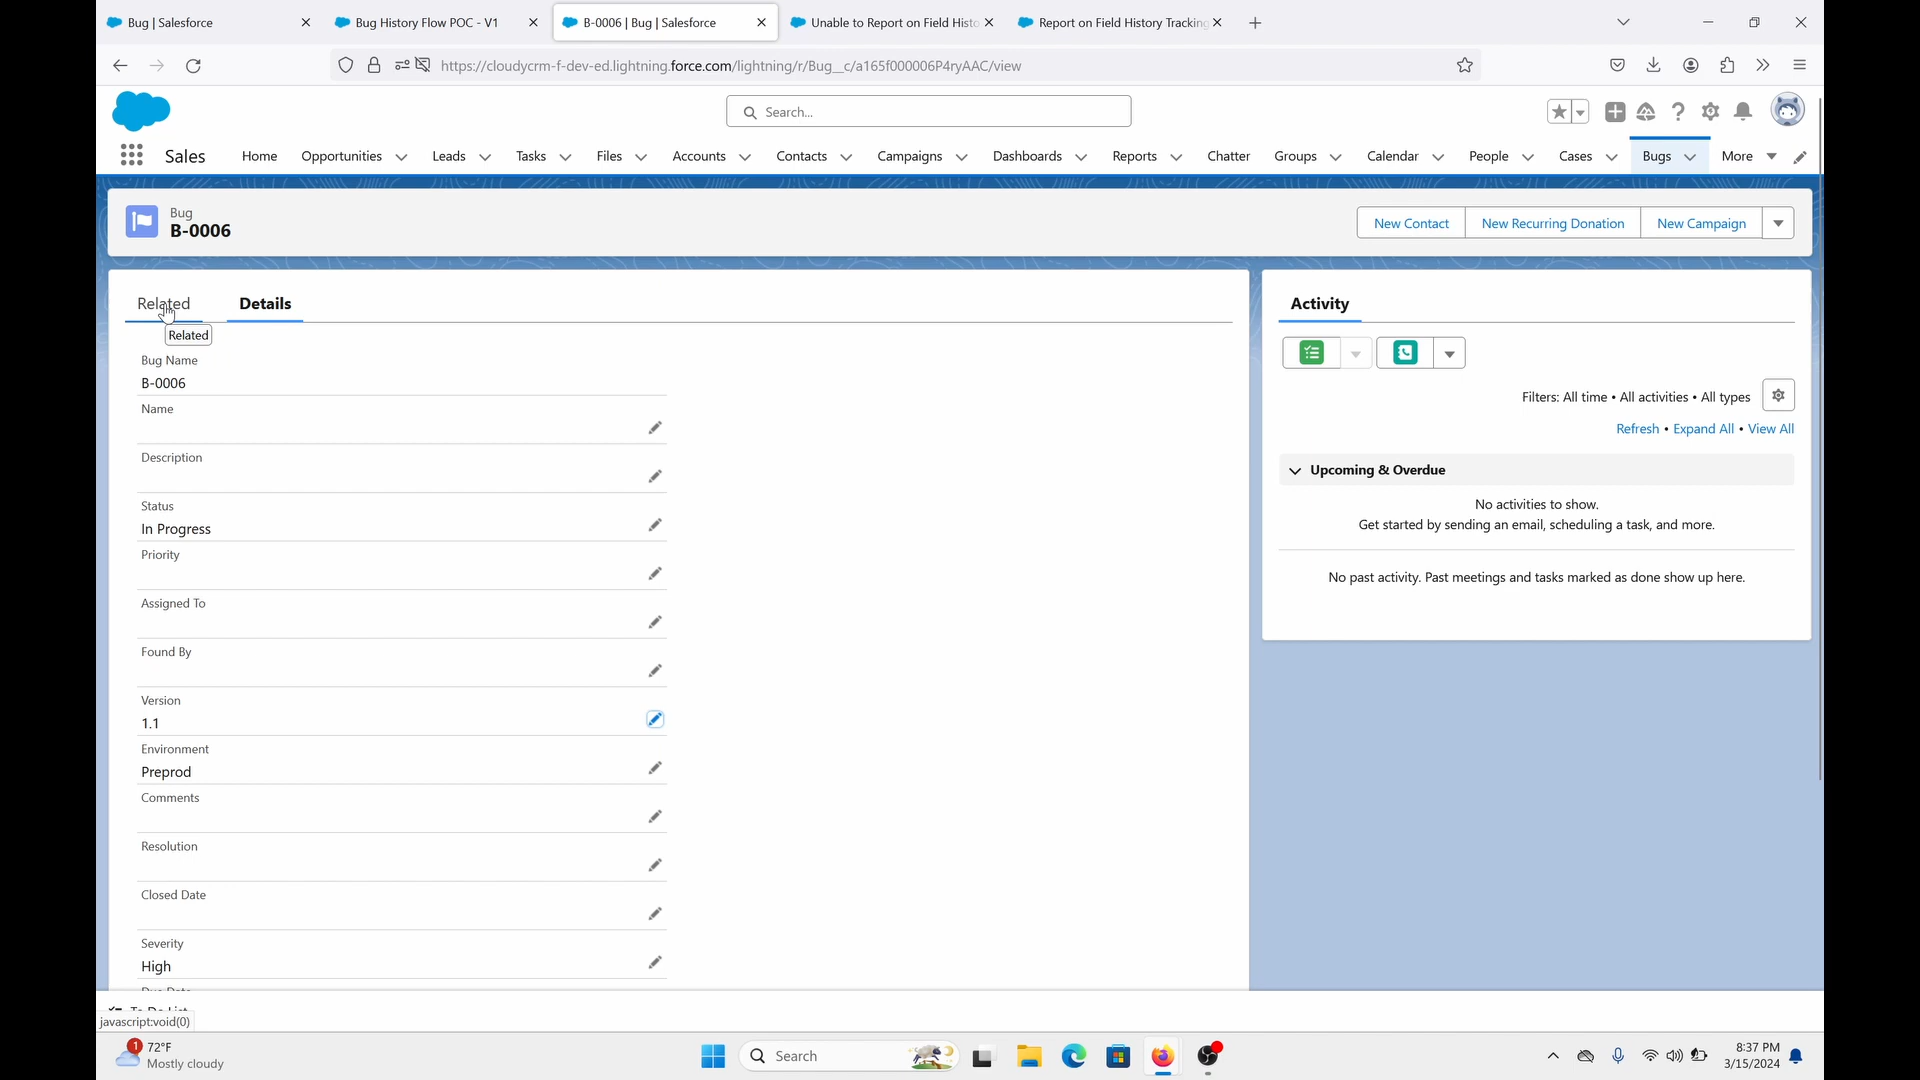 Bug | Salesforce
Bug History Flow POC - V1
B-0006 | Bug | Salesforce
Unable to Report on Field Histo
Report on Field History Tracking
https://cloudycrm-f-dev-ed.lightning.force.com/lightning/r/Bug__c/a165f000006P4ryAAC/view
Search...
Sales
Home
Opportunities
Leads
Tasks
Files
Accounts
Contacts
Campaigns
Dashboards
Reports
Chatter
Groups
Calendar
People
Cases
Bugs
More
Bug
B-0006
New Contact
New Recurring Donation
New Campaign
Related
Details
Related
Bug Name
B-0006
Name
Description
Status
In Progress
Priority
Assigned To
Found By
Version
1.1
Environment
Preprod
Comments
Resolution
Closed Date
Severity
High
Activity
Filters: All time • All activities • All types
Refresh • Expand All • View All
Upcoming & Overdue
No activities to show.
Get started by sending an email, scheduling a task, and more.
No past activity. Past meetings and tasks marked as done show up here.
To Do List
javascript:void(0)
1
72°F
Mostly cloudy
Search
8:37 PM
3/15/2024